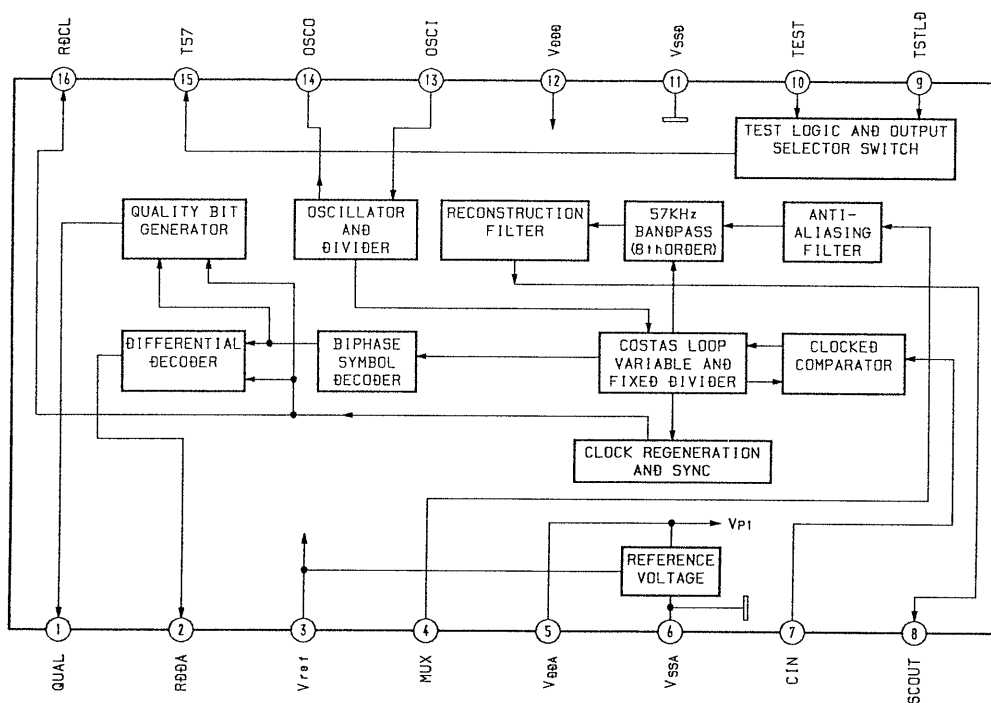 RDCL
T57
OSCO
OSCI
VDDD
VSSD
TEST
TSTLD
16
15
14
13
12
11
10
9
TEST LOGIC AND OUTPUT
SELECTOR SWITCH
QUALITY BIT
GENERATOR
OSCILLATOR
AND
DIVIDER
RECONSTRUCTION
FILTER
57KHz
BANDPASS
(8thORDER)
ANTI-
ALIASING
FILTER
DIFFERENTIAL
DECODER
BIPHASE
SYMBOL
DECODER
COSTAS LOOP
VARIABLE AND
FIXED DIVIDER
CLOCKED
COMPARATOR
CLOCK REGENERATION
AND SYNC
VP1
REFERENCE
VOLTAGE
1
2
3
4
5
6
7
8
QUAL
RDDA
Vref
MUX
VDDA
VSSA
CIN
SCOUT